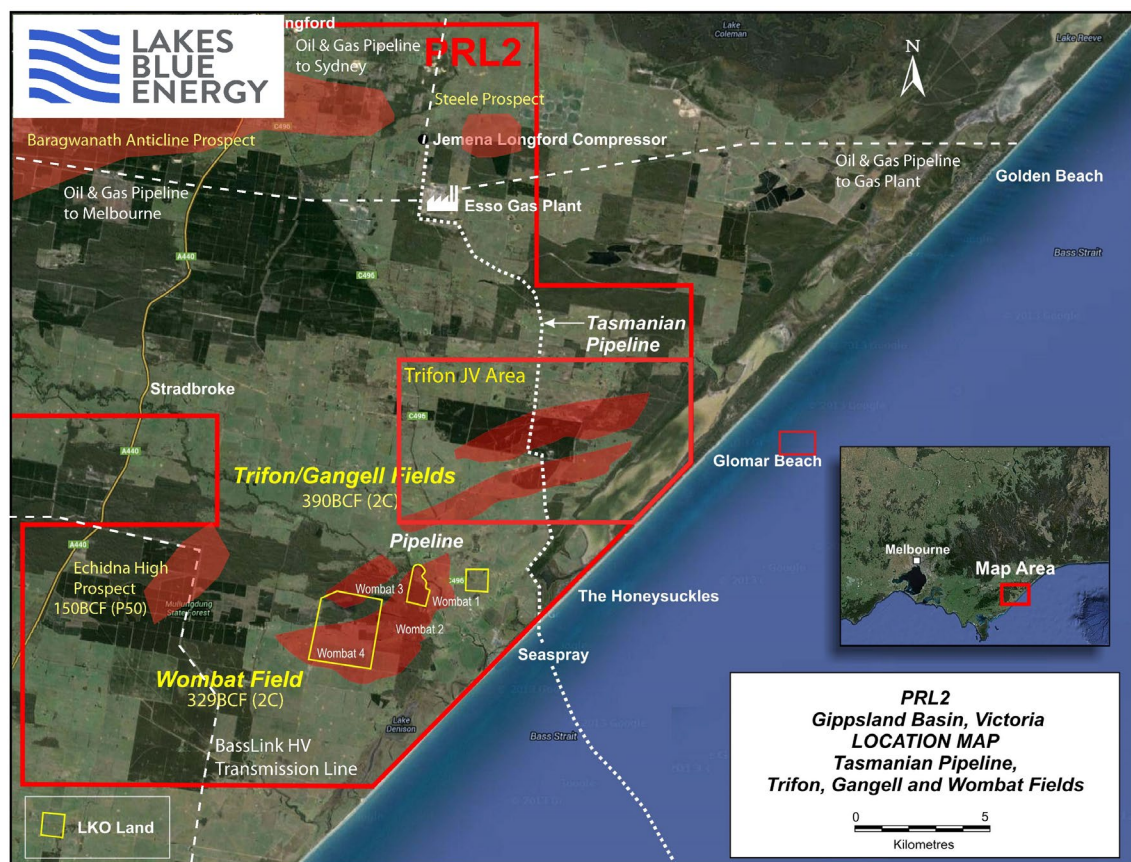 LAKES
BLUE
ENERGY
ngford
Oil & Gas Pipeline
to Sydney
PRL2
Lake
Coleman
Lake Reeve
N
Steele Prospect
C496
Baragwanath Anticline Prospect
Jemena Longford Compressor
Oil & Gas Pipeline
to Melbourne
Esso Gas Plant
Oil & Gas Pipeline
to Gas Plant
Golden Beach
A440
C496
Bass Strait
Tasmanian
Pipeline
Stradbroke
Trifon JV Area
C496
A440
Trifon/Gangell Fields
390BCF (2C)
Glomar Beach
A440
Pipeline
Echidna High
Prospect
150BCF (P50)
Mullungdung
State Forest
Wombat 3
C496
Wombat 1
Wombat 2
Wombat 4
The Honeysuckles
Seaspray
Wombat Field
329BCF (2C)
Lake
Denison
Bass Strait
BassLink HV
Transmission Line
LKO Land
Melbourne
Map Area
PRL2
Gippsland Basin, Victoria
LOCATION MAP
Tasmanian Pipeline,
Trifon, Gangell and Wombat Fields
0 5
Kilometres